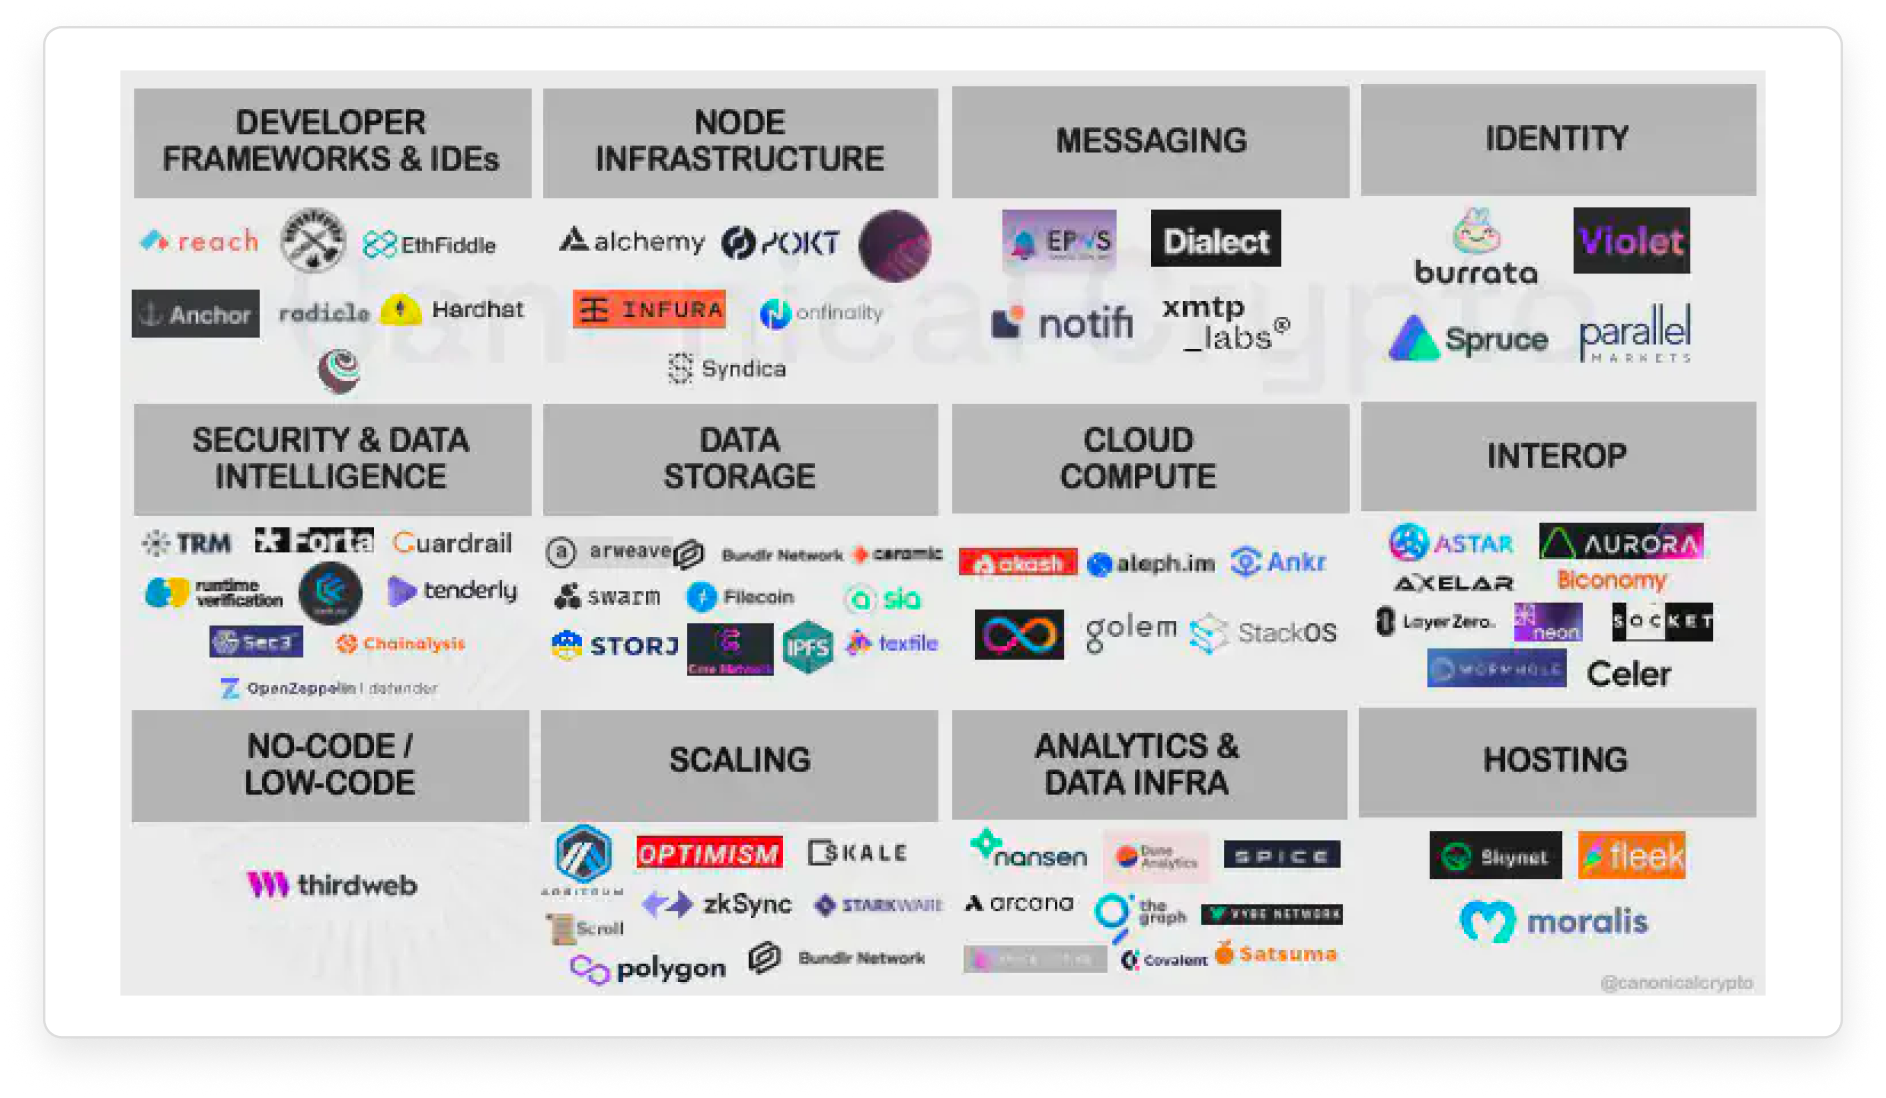 DEVELOPER
FRAMEWORKS & IDEs
NODE
INFRASTRUCTURE
MESSAGING
IDENTITY
reach
EthFiddle
alchemy
POKT
EPNS
Dialect
burrata
Violet
Anchor
radicle
Hardhat
INFURA
onfinality
Syndica
notifi
xmtp
_labs®
Spruce
parallel
MARKETS
Canonical Crypto
SECURITY & DATA
INTELLIGENCE
DATA
STORAGE
CLOUD
COMPUTE
INTEROP
TRM
Forta
Guardrail
runtime
verification
tenderly
Sec3
Chainalysis
OpenZeppelin | defender
a arweave
Bundlr Network
ceramic
swarm
Filecoin
sia
STORJ
IPFS
textile
akash
aleph.im
Ankr
golem
StackOS
ASTAR
AURORA
AXELAR
Biconomy
LayerZero.
neon
SOCKET
WORMHOLE
Celer
NO-CODE /
LOW-CODE
SCALING
ANALYTICS &
DATA INFRA
HOSTING
thirdweb
ARBITRUM
OPTIMISM
SKALE
zkSync
STARKWARE
Scroll
polygon
Bundlr Network
nansen
Dune
Analytics
SPICE
arcana
the
graph
VYBE NETWORK
Covalent
Satsuma
Skynet
fleek
moralis
@canonicalcrypto